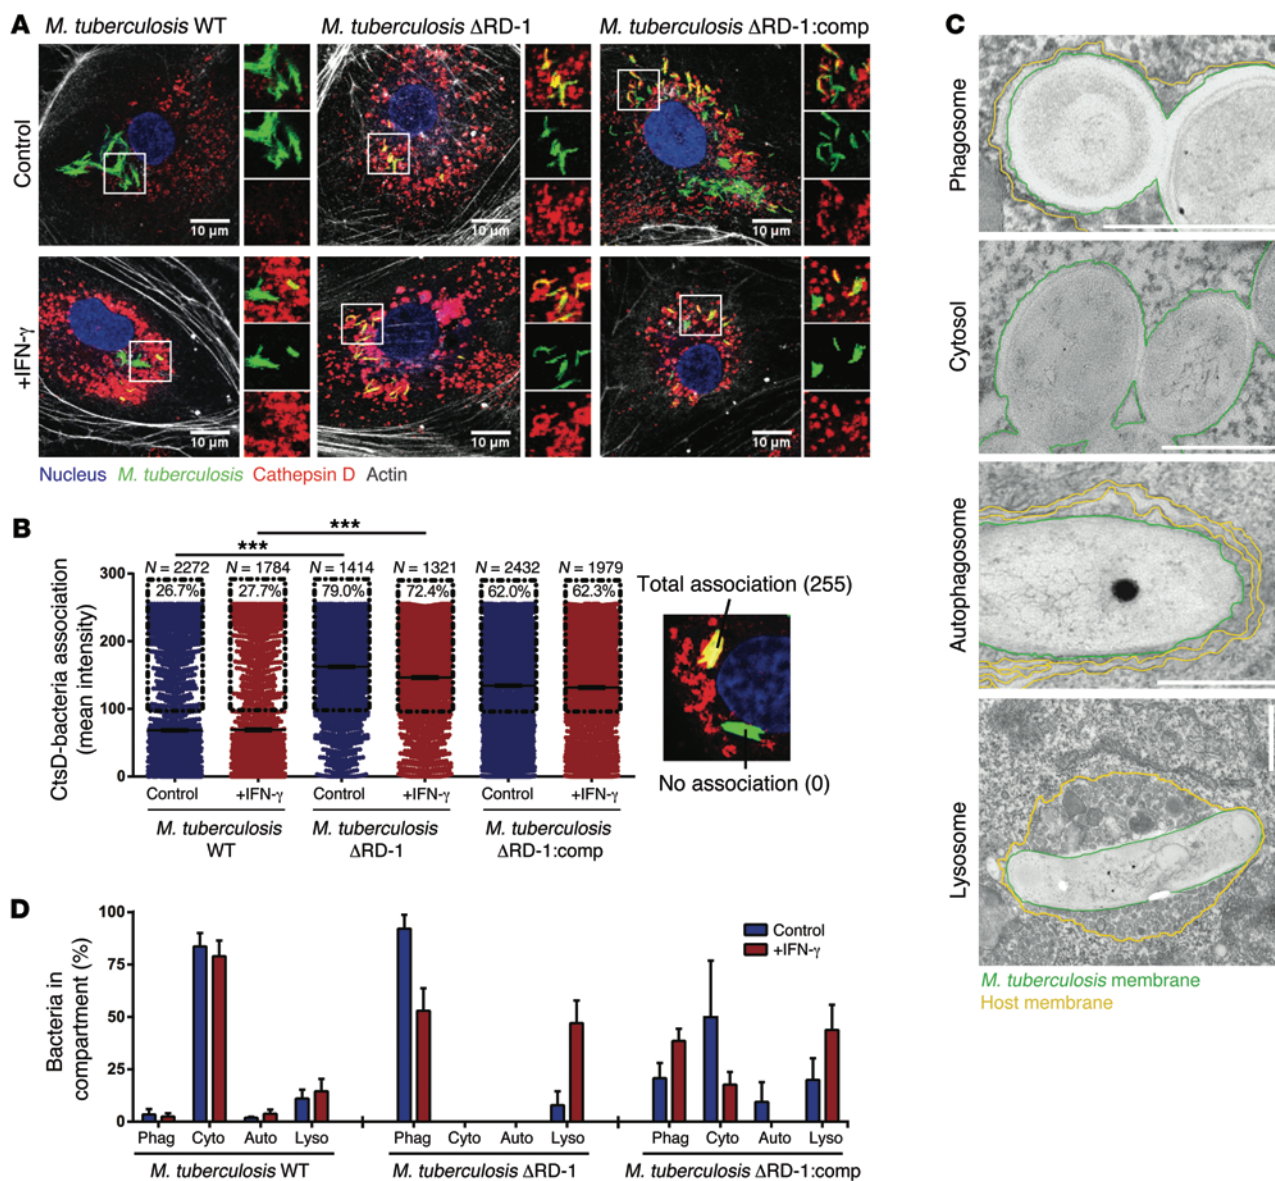 A
M. tuberculosis WT
M. tuberculosis ΔRD-1
M. tuberculosis ΔRD-1:comp
Control
10 μm
10 μm
10 μm
+IFN-γ
10 μm
10 μm
10 μm
Nucleus M. tuberculosis Cathepsin D Actin
B
CtsD-bacteria association
(mean intensity)
300
200
100
0
***
***
N = 2272 N = 1784 N = 1414 N = 1321 N = 2432 N = 1979
26.7% 27.7% 79.0% 72.4% 62.0% 62.3%
Control +IFN-γ Control +IFN-γ Control +IFN-γ
M. tuberculosis
WT
M. tuberculosis
ΔRD-1
M. tuberculosis
ΔRD-1:comp
Total association (255)
No association (0)
C
Phagosome
Cytosol
Autophagosome
Lysosome
M. tuberculosis membrane
Host membrane
D
Bacteria in
compartment (%)
100
75
50
25
0
Control
+IFN-γ
Phag Cyto Auto Lyso Phag Cyto Auto Lyso Phag Cyto Auto Lyso
M. tuberculosis WT
M. tuberculosis ΔRD-1
M. tuberculosis ΔRD-1:comp